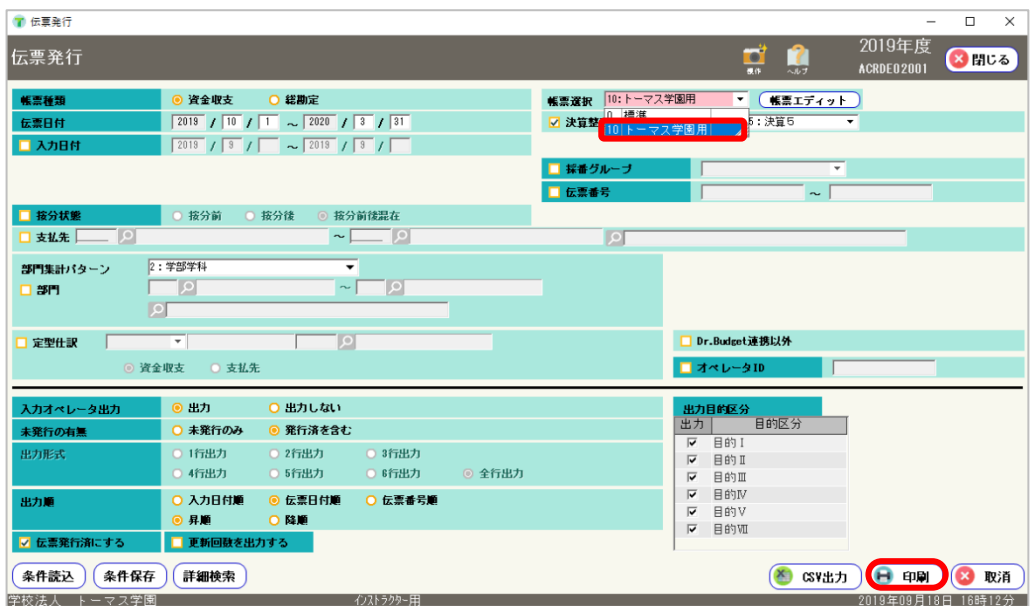 伝票発行
伝票発行 操作 ヘルプ 2019年度 ACRDE02001 閉じる
帳票種類 資金収支 総勘定 帳票選択 10:トーマス学園用 帳票エディット
伝票日付 2019 / 10 / 1 ～ 2020 / 3 / 31 決算整 5:決算5
0 標準
10 トーマス学園用
入力日付 2019 / 9 / ～ 2019 / 9 /
採番グループ
伝票番号 ～
按分状態 按分前 按分後 按分前後混在
支払先 ～
部門集計パターン 2:学部学科
部門 ～
定型仕訳 Dr.Budget連携以外
資金収支 支払先 オペレータID
入力オペレータ出力 出力 出力しない 出力目的区分
未発行の有無 未発行のみ 発行済を含む 出力 目的区分
出力形式 1行出力 2行出力 3行出力
4行出力 5行出力 6行出力 全行出力
目的Ⅰ
目的Ⅱ
目的Ⅲ
目的Ⅳ
目的Ⅴ
目的Ⅶ
出力順 入力日付順 伝票日付順 伝票番号順
昇順 降順
伝票発行済にする 更新回数を出力する
条件読込 条件保存 詳細検索 CSV出力 印刷 取消
学校法人 トーマス学園 インストラクター用 2019年09月18日 16時12分